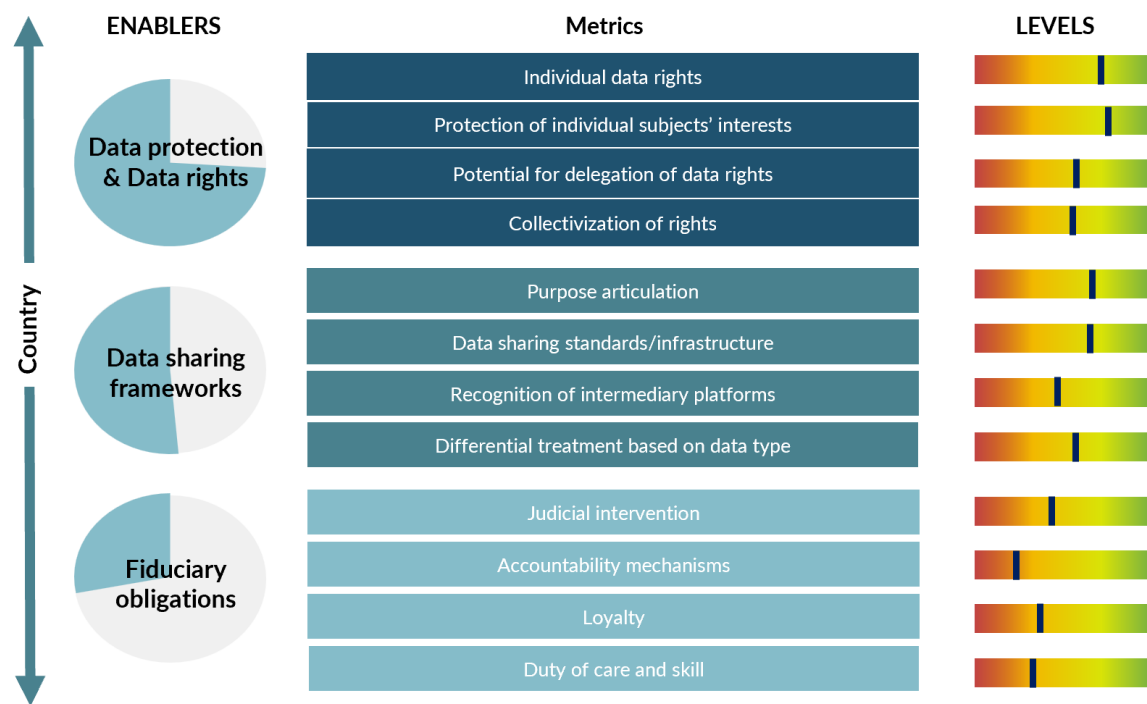 ENABLERS
Metrics
LEVELS
Country
Data protection
& Data rights
Individual data rights
Protection of individual subjects’ interests
Potential for delegation of data rights
Collectivization of rights
Data sharing
frameworks
Purpose articulation
Data sharing standards/infrastructure
Recognition of intermediary platforms
Differential treatment based on data type
Fiduciary
obligations
Judicial intervention
Accountability mechanisms
Loyalty
Duty of care and skill